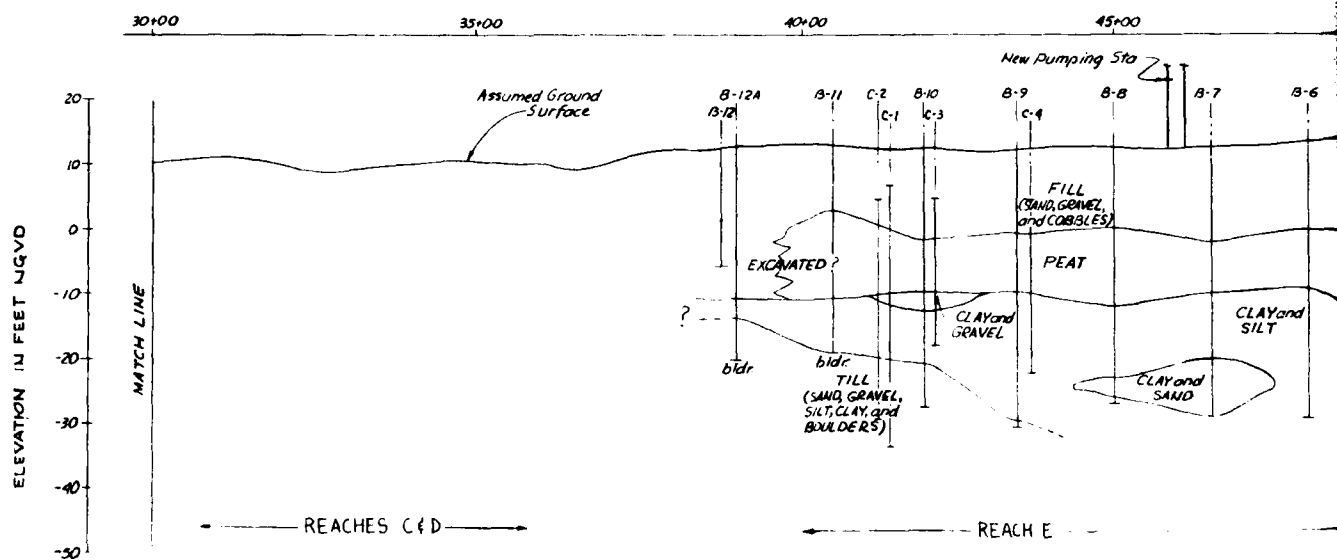 30+00 35+00 40+00 45+00
New Pumping Sta
20
Assumed Ground
Surface
B-12 B-12A B-11 C-2 C-1 B-10 C-3 B-9 C-4 B-8 B-7 B-6
10
FILL
(SAND, GRAVEL,
and COBBLES)
0
EXCAVATED ?
PEAT
-10
?
CLAY and
GRAVEL
CLAY and
SILT
-20
bldr.
bldr.
TILL
(SAND, GRAVEL,
SILT, CLAY, and
BOULDERS)
CLAY and
SAND
-30
-40
-50
ELEVATION IN FEET NGVD
MATCH LINE
REACHES C & D
REACH E